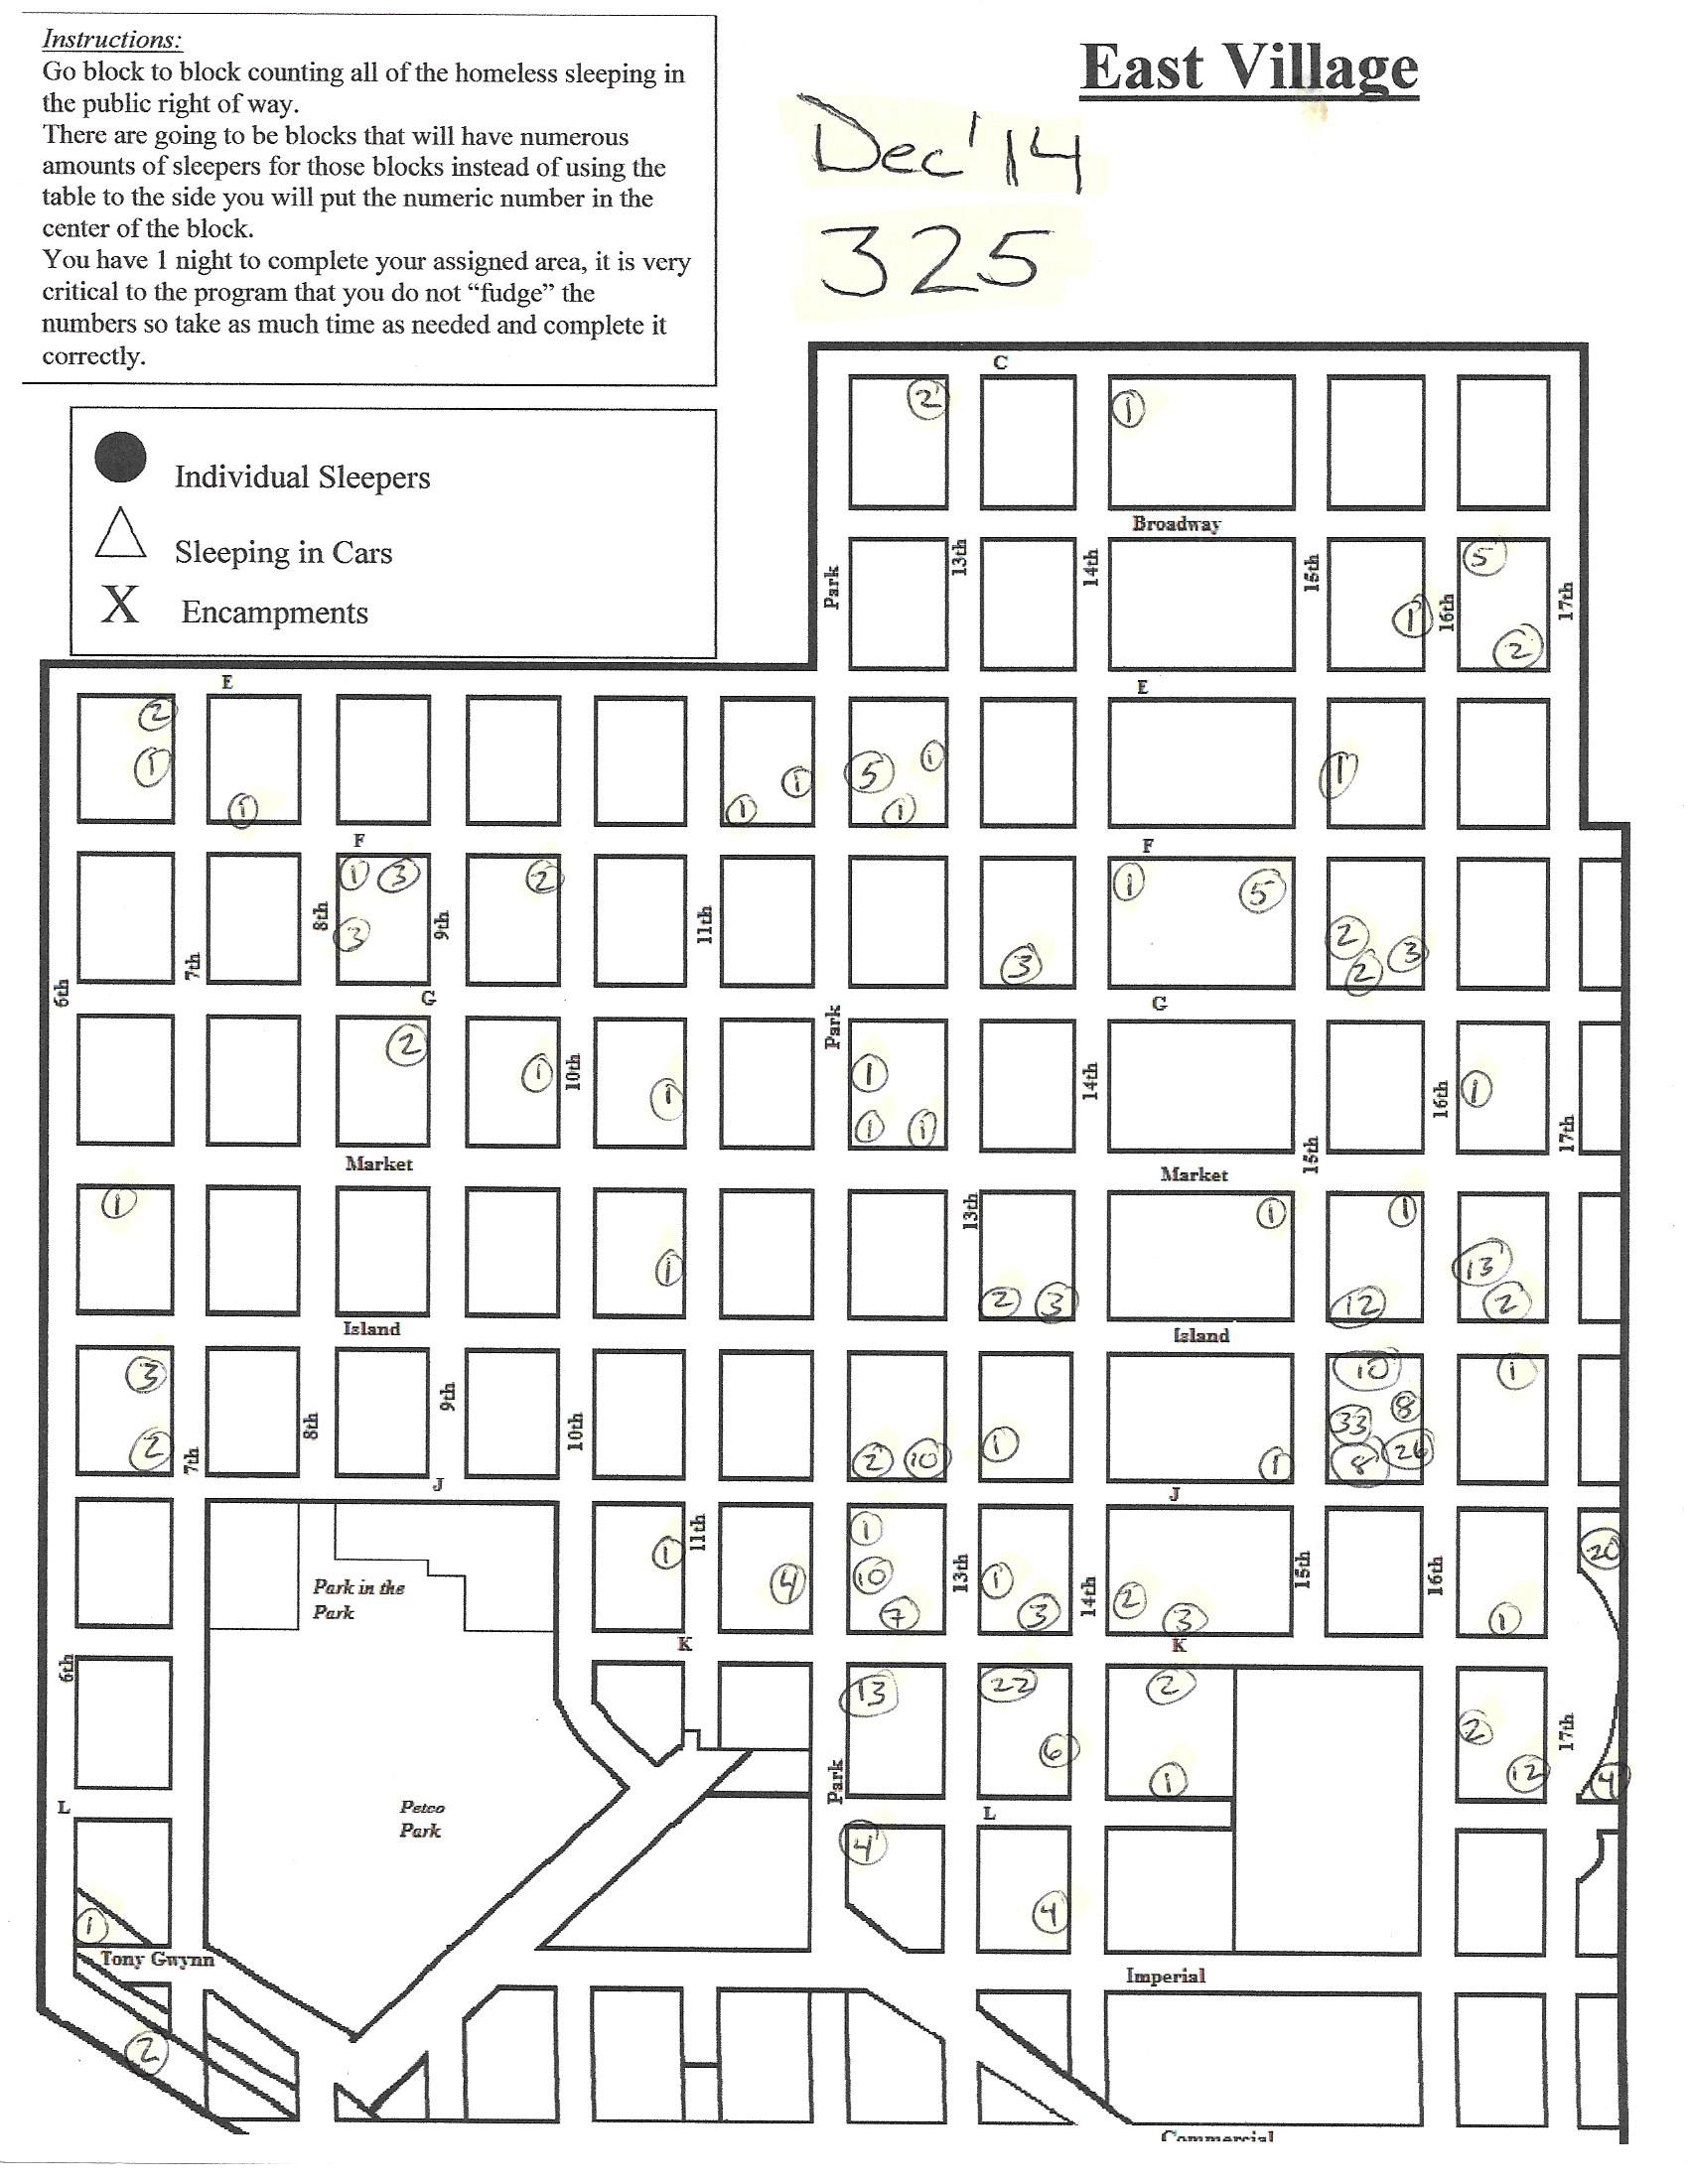 Instructions:
Go block to block counting all of the homeless sleeping in
the public right of way.
There are going to be blocks that will have numerous
amounts of sleepers for those blocks instead of using the
table to the side you will put the numeric number in the
center of the block.
You have 1 night to complete your assigned area, it is very
critical to the program that you do not “fudge” the
numbers so take as much time as needed and complete it
correctly.
East Village
Dec '14
325
Individual Sleepers
Sleeping in Cars
X Encampments
C
2 1
Broadway
Park 13th 14th 15th 16th 17th
5
1
2
E E
2
1 1 5 1 1
1 1 1
F F
1 3 2 1 5
3 2 3
3 2
6th 7th 8th 9th 11th
G G
2
1 1 1 1
1 1
10th Park 14th 15th 16th 17th
Market Market
1 1 1
1 13
2 3 12 2
13th
Island Island
3 10 1
33 8
2 2 10 1 1 8 26
7th 8th 9th 10th
J J
1 1 20
4 10 1 2
7 3 3 1
11th 13th 14th 15th 16th
Park in the
Park
K K
13 22 2
6 2
1 12 4
6th Park 17th
L L
Petco
Park
4
1 4
Tony Gwynn
Imperial
2
Commercial